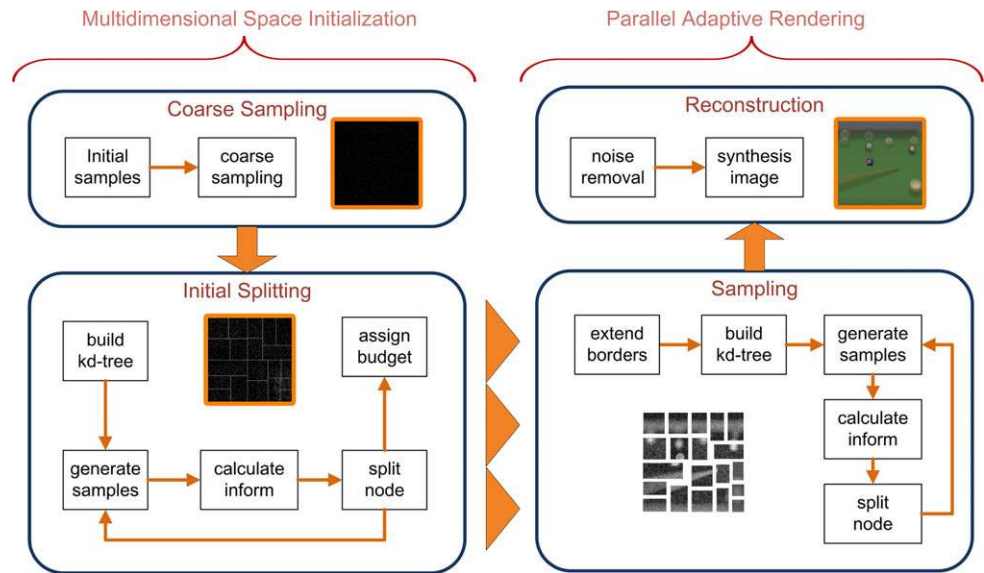 Multidimensional Space Initialization
Parallel Adaptive Rendering
Coarse Sampling
Initial
samples
coarse
sampling
Reconstruction
noise
removal
synthesis
image
Initial Splitting
build
kd-tree
assign
budget
generate
samples
calculate
inform
split
node
Sampling
extend
borders
build
kd-tree
generate
samples
calculate
inform
split
node